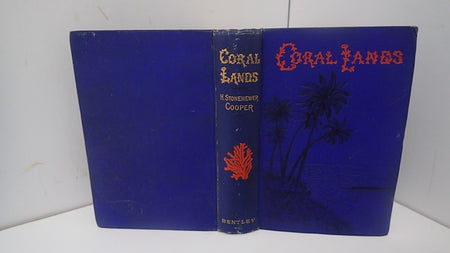 CORAL
LANDS
H. STONEHEWER
COOPER
BENTLEY
CORAL LANDS